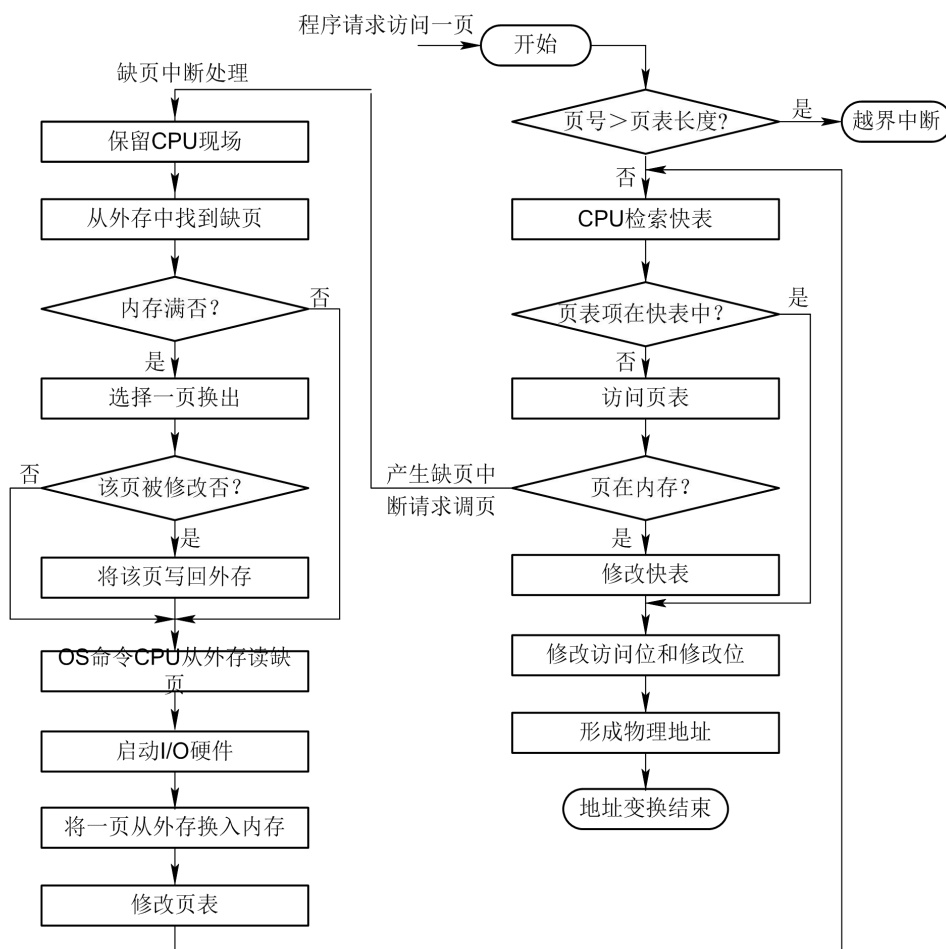 程序请求访问一页
开始
缺页中断处理
页号＞页表长度?
是
越界中断
保留CPU现场
否
从外存中找到缺页
CPU检索快表
内存满否？
否
页表项在快表中？
是
是
否
选择一页换出
访问页表
否
该页被修改否？
产生缺页中
断请求调页
页在内存？
是
是
将该页写回外存
修改快表
OS命令CPU从外存读缺
页
修改访问位和修改位
启动I/O硬件
形成物理地址
将一页从外存换入内存
地址变换结束
修改页表